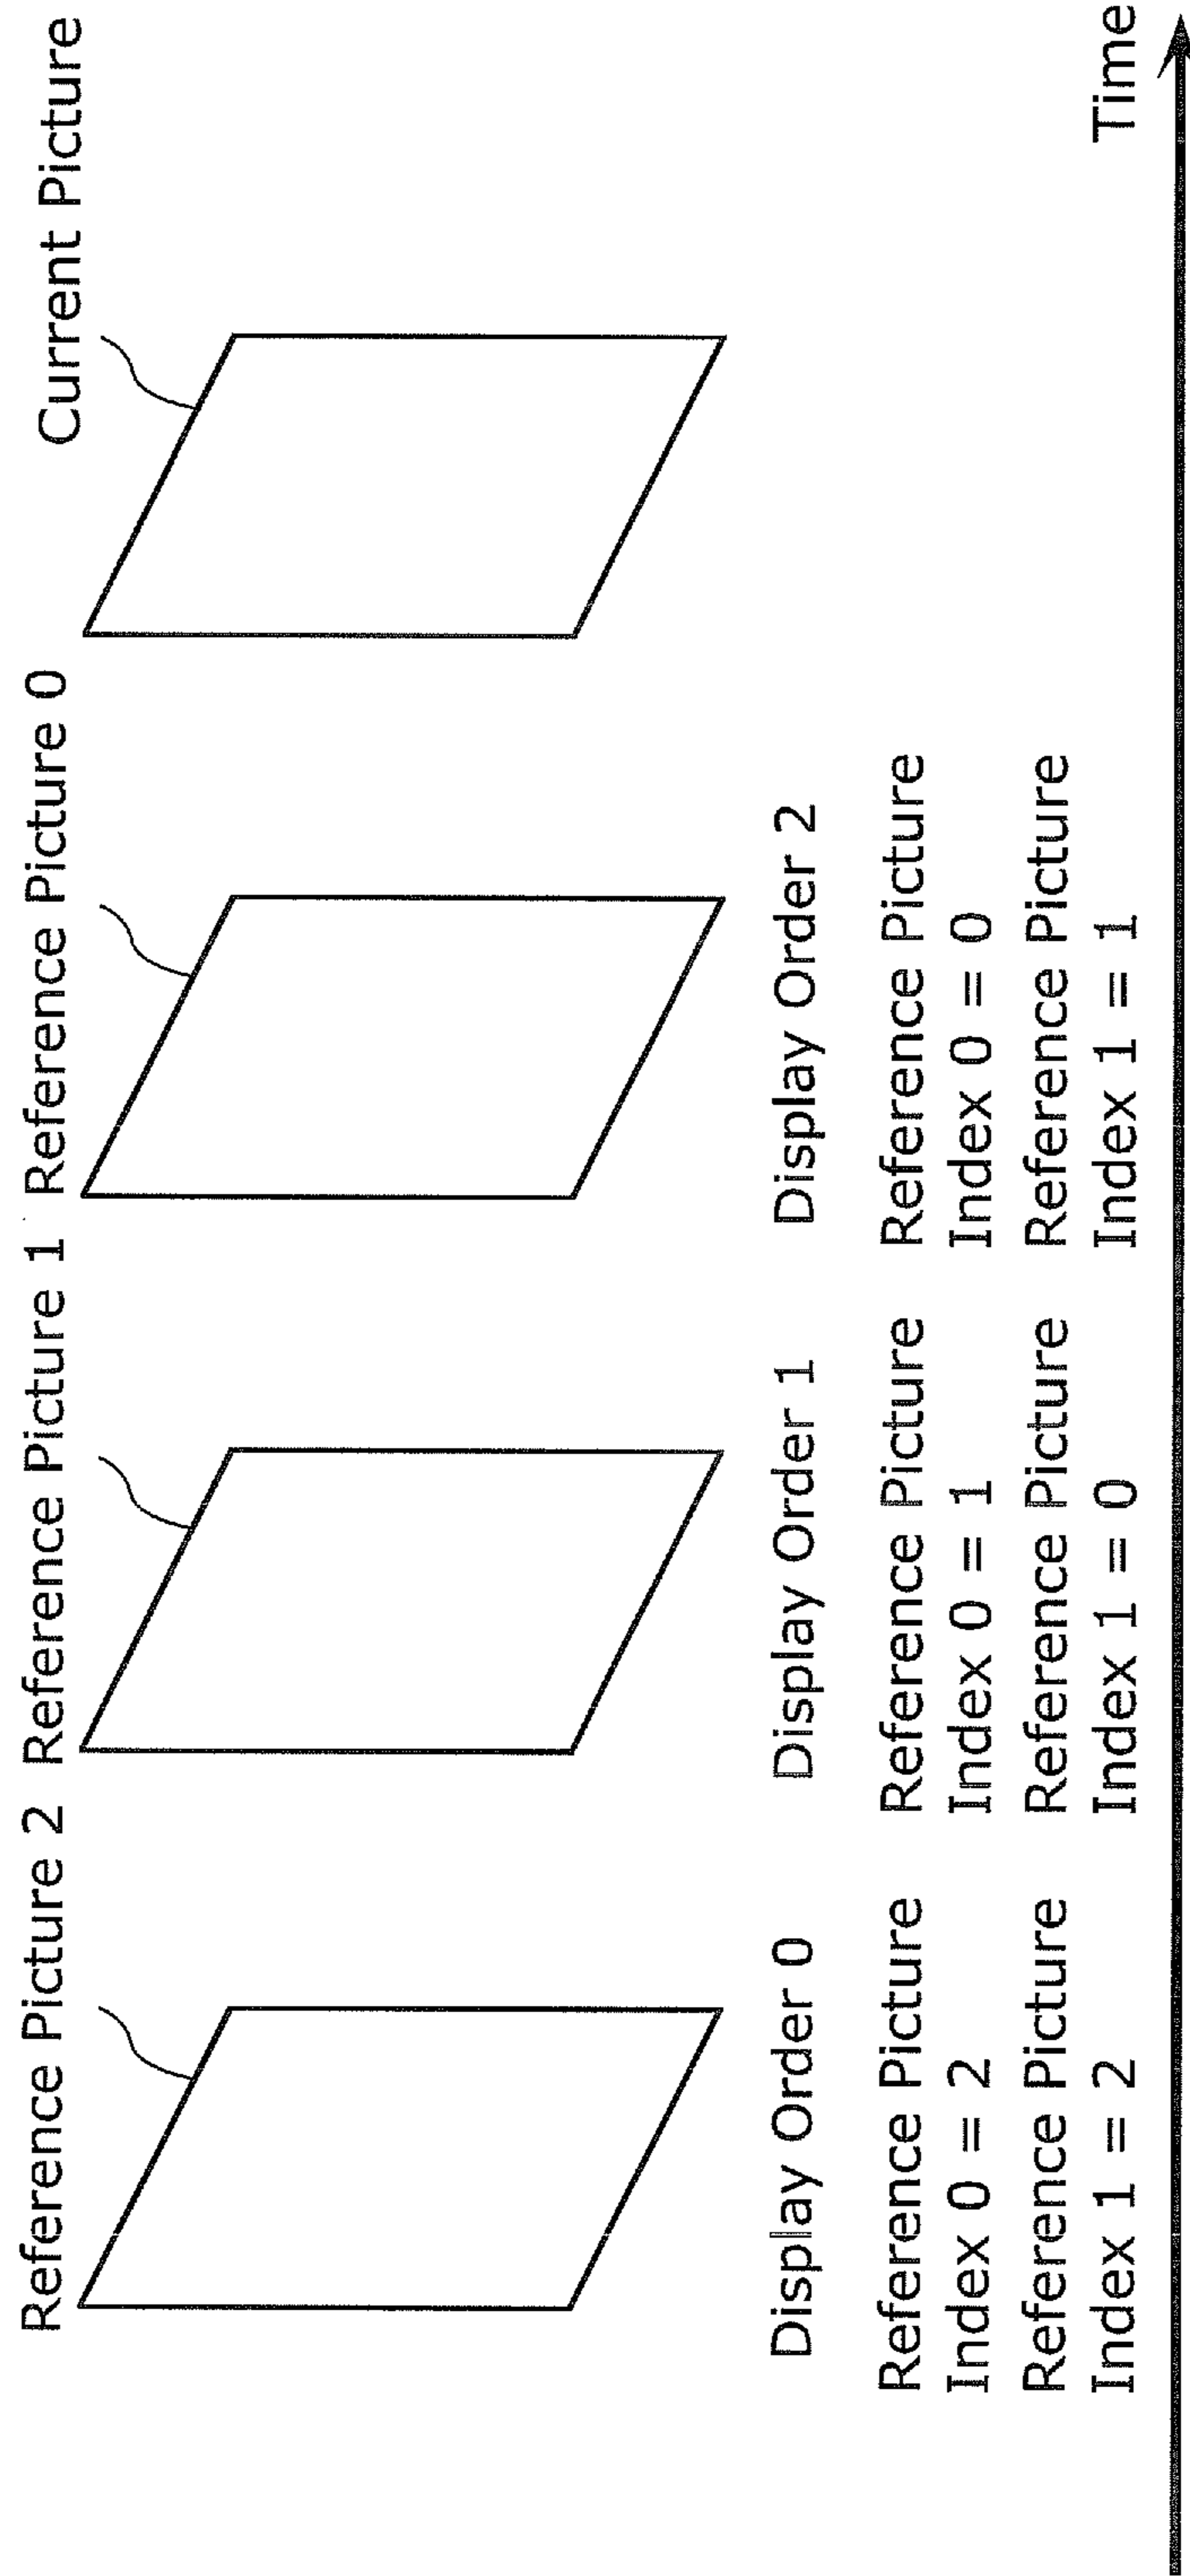 Reference Picture 2
Reference Picture 1
Reference Picture 0
Current Picture
Display Order 0
Display Order 1
Display Order 2
Reference Picture
Index 0 = 2
Reference Picture
Index 1 = 2
Reference Picture
Index 0 = 1
Reference Picture
Index 1 = 0
Reference Picture
Index 0 = 0
Reference Picture
Index 1 = 1
Time